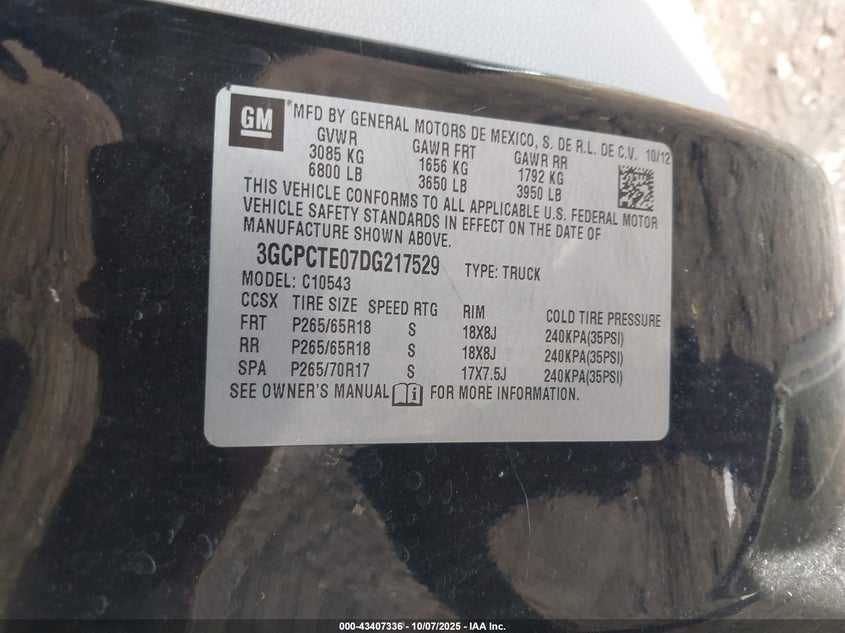 GM ® MFD BY GENERAL MOTORS DE MEXICO, S. DE R.L. DE C.V. 10/12
GVWR GAWR FRT GAWR RR
3085 KG 1656 KG 1792 KG
6800 LB 3650 LB 3950 LB
THIS VEHICLE CONFORMS TO ALL APPLICABLE U.S. FEDERAL MOTOR
VEHICLE SAFETY STANDARDS IN EFFECT ON THE DATE OF
MANUFACTURE SHOWN ABOVE.
3GCPCTE07DG217529 TYPE: TRUCK
MODEL: C10543
CCSX TIRE SIZE SPEED RTG RIM COLD TIRE PRESSURE
FRT P265/65R18 S 18X8J 240KPA(35PSI)
RR P265/65R18 S 18X8J 240KPA(35PSI)
SPA P265/70R17 S 17X7.5J 240KPA(35PSI)
SEE OWNER'S MANUAL FOR MORE INFORMATION.
000-43407336 - 10/07/2025 - IAA Inc.